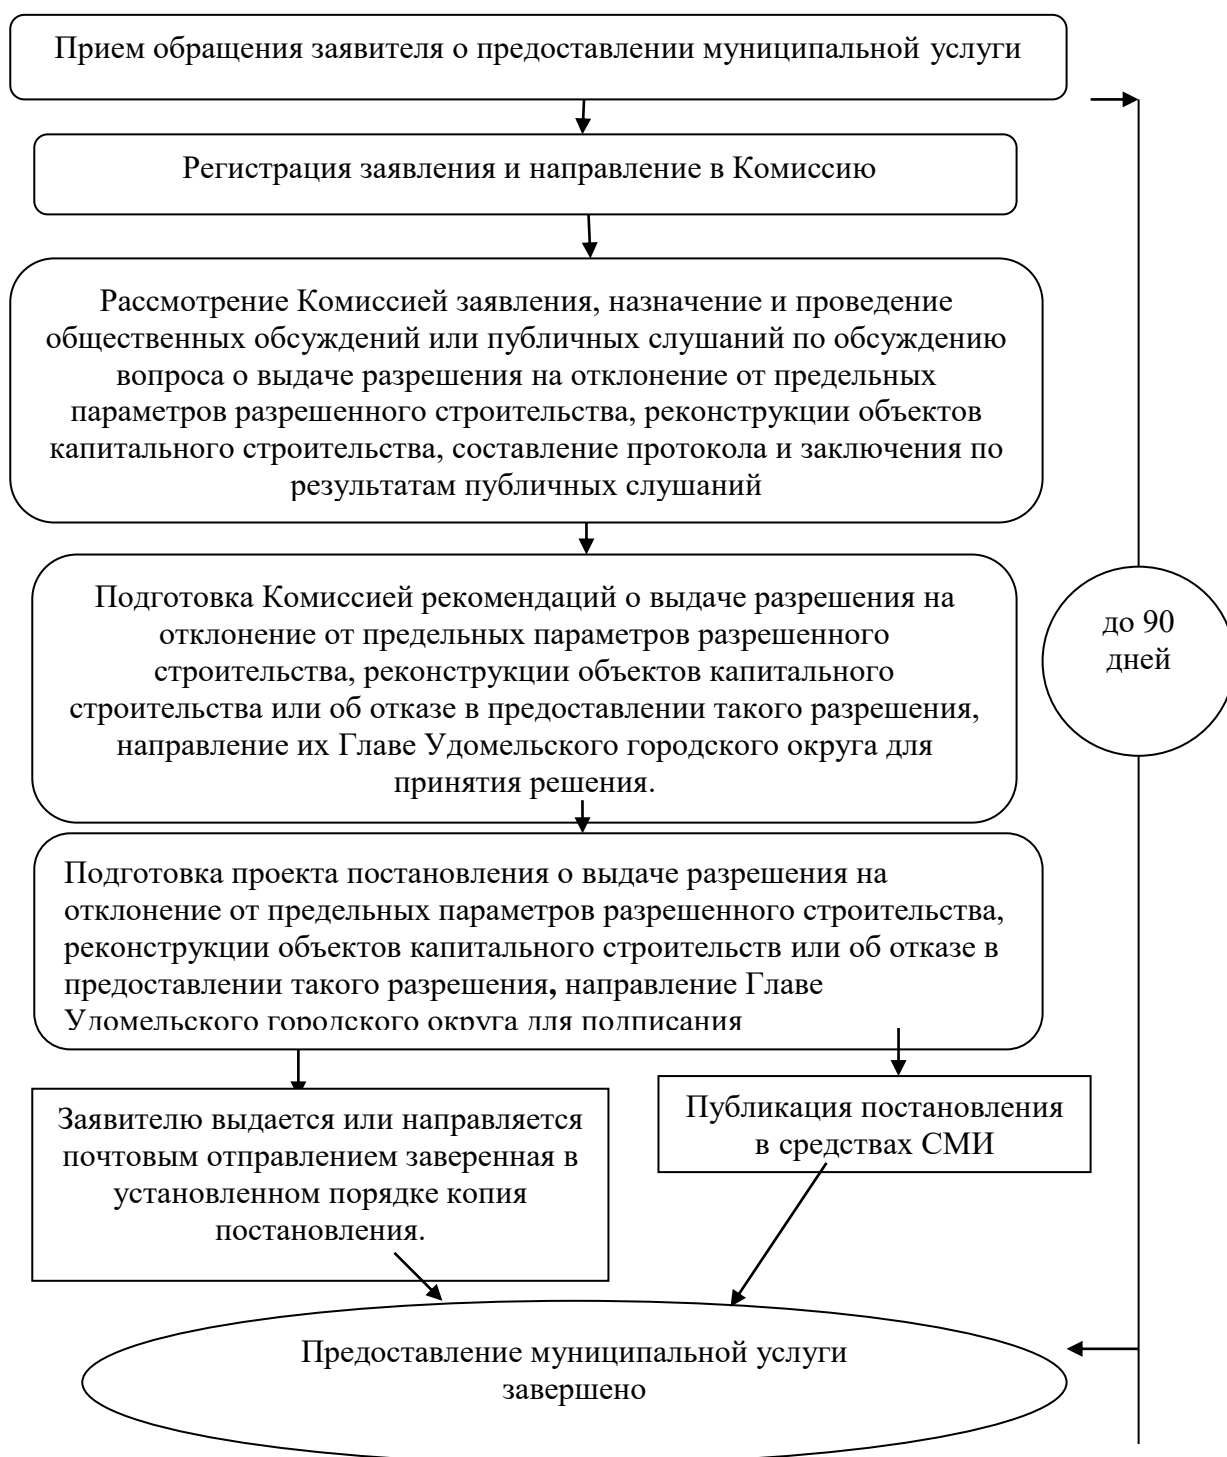 Прием обращения заявителя о предоставлении муниципальной услуги
Регистрация заявления и направление в Комиссию
Рассмотрение Комиссией заявления, назначение и проведение
общественных обсуждений или публичных слушаний по обсуждению
вопроса о выдаче разрешения на отклонение от предельных
параметров разрешенного строительства, реконструкции объектов
капитального строительства, составление протокола и заключения по
результатам публичных слушаний
Подготовка Комиссией рекомендаций о выдаче разрешения на
отклонение от предельных параметров разрешенного
строительства, реконструкции объектов капитального
строительства или об отказе в предоставлении такого разрешения,
направление их Главе Удомельского городского округа для
принятия решения.
до 90
дней
Подготовка проекта постановления о выдаче разрешения на
отклонение от предельных параметров разрешенного строительства,
реконструкции объектов капитального строительств или об отказе в
предоставлении такого разрешения, направление Главе
Удомельского городского округа для подписания
Заявителю выдается или направляется
почтовым отправлением заверенная в
установленном порядке копия
постановления.
Публикация постановления
в средствах СМИ
Предоставление муниципальной услуги
завершено